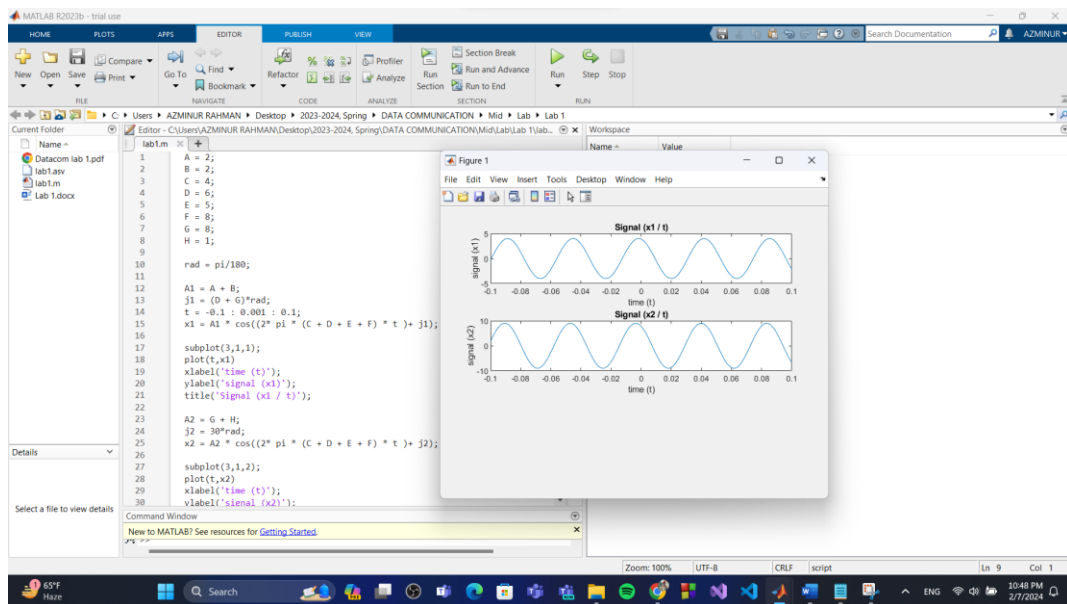 MATLAB R2023b - trial use
HOME PLOTS APPS EDITOR PUBLISH VIEW
Search Documentation AZMINUR
New Open Save Compare Print Go To Find Bookmark Refactor Profiler Analyze Run Section Section Break Run and Advance Run to End Run Step Stop
FILE NAVIGATE CODE ANALYZE SECTION RUN
C: Users AZMINUR RAHMAN Desktop 2023-2024, Spring DATA COMMUNICATION Mid Lab Lab 1
Current Folder
Name
Datacom lab 1.pdf
lab1.asv
lab1.m
Lab 1.docx
Details
Select a file to view details
Editor - C:\Users\AZMINUR RAHMAN\Desktop\2023-2024, Spring\DATA COMMUNICATION\Mid\Lab\Lab 1\lab...
lab1.m
1 A = 2;
2 B = 2;
3 C = 4;
4 D = 6;
5 E = 5;
6 F = 8;
7 G = 8;
8 H = 1;
9
10 rad = pi/180;
11
12 A1 = A + B;
13 j1 = (D + G)*rad;
14 t = -0.1 : 0.001 : 0.1;
15 x1 = A1 * cos((2* pi * (C + D + E + F) * t )+ j1);
16
17 subplot(3,1,1);
18 plot(t,x1)
19 xlabel('time (t)');
20 ylabel('signal (x1)');
21 title('Signal (x1 / t)');
22
23 A2 = G + H;
24 j2 = 30*rad;
25 x2 = A2 * cos((2* pi * (C + D + E + F) * t )+ j2);
26
27 subplot(3,1,2);
28 plot(t,x2)
29 xlabel('time (t)');
30 ylabel('signal (x2)');
Command Window
New to MATLAB? See resources for Getting Started.
Workspace
Name Value
Figure 1
File Edit View Insert Tools Desktop Window Help
Signal (x1 / t)
signal (x1)
5
0
-5
-0.1 -0.08 -0.06 -0.04 -0.02 0 0.02 0.04 0.06 0.08 0.1
time (t)
Signal (x2 / t)
signal (x2)
10
0
-10
-0.1 -0.08 -0.06 -0.04 -0.02 0 0.02 0.04 0.06 0.08 0.1
time (t)
Zoom: 100% UTF-8 CRLF script Ln 9 Col 1
1
65°F
Haze
Search
ENG
10:48 PM
2/7/2024